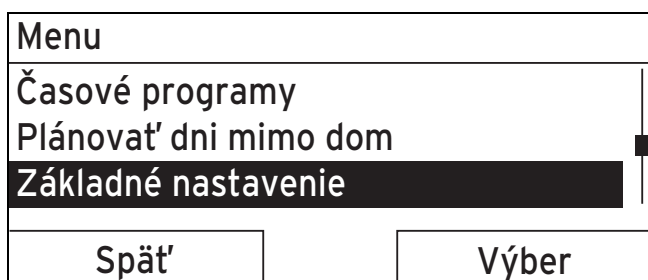 Menu
Časové programy
Plánovať dni mimo dom
Základné nastavenie
Späť
Výber